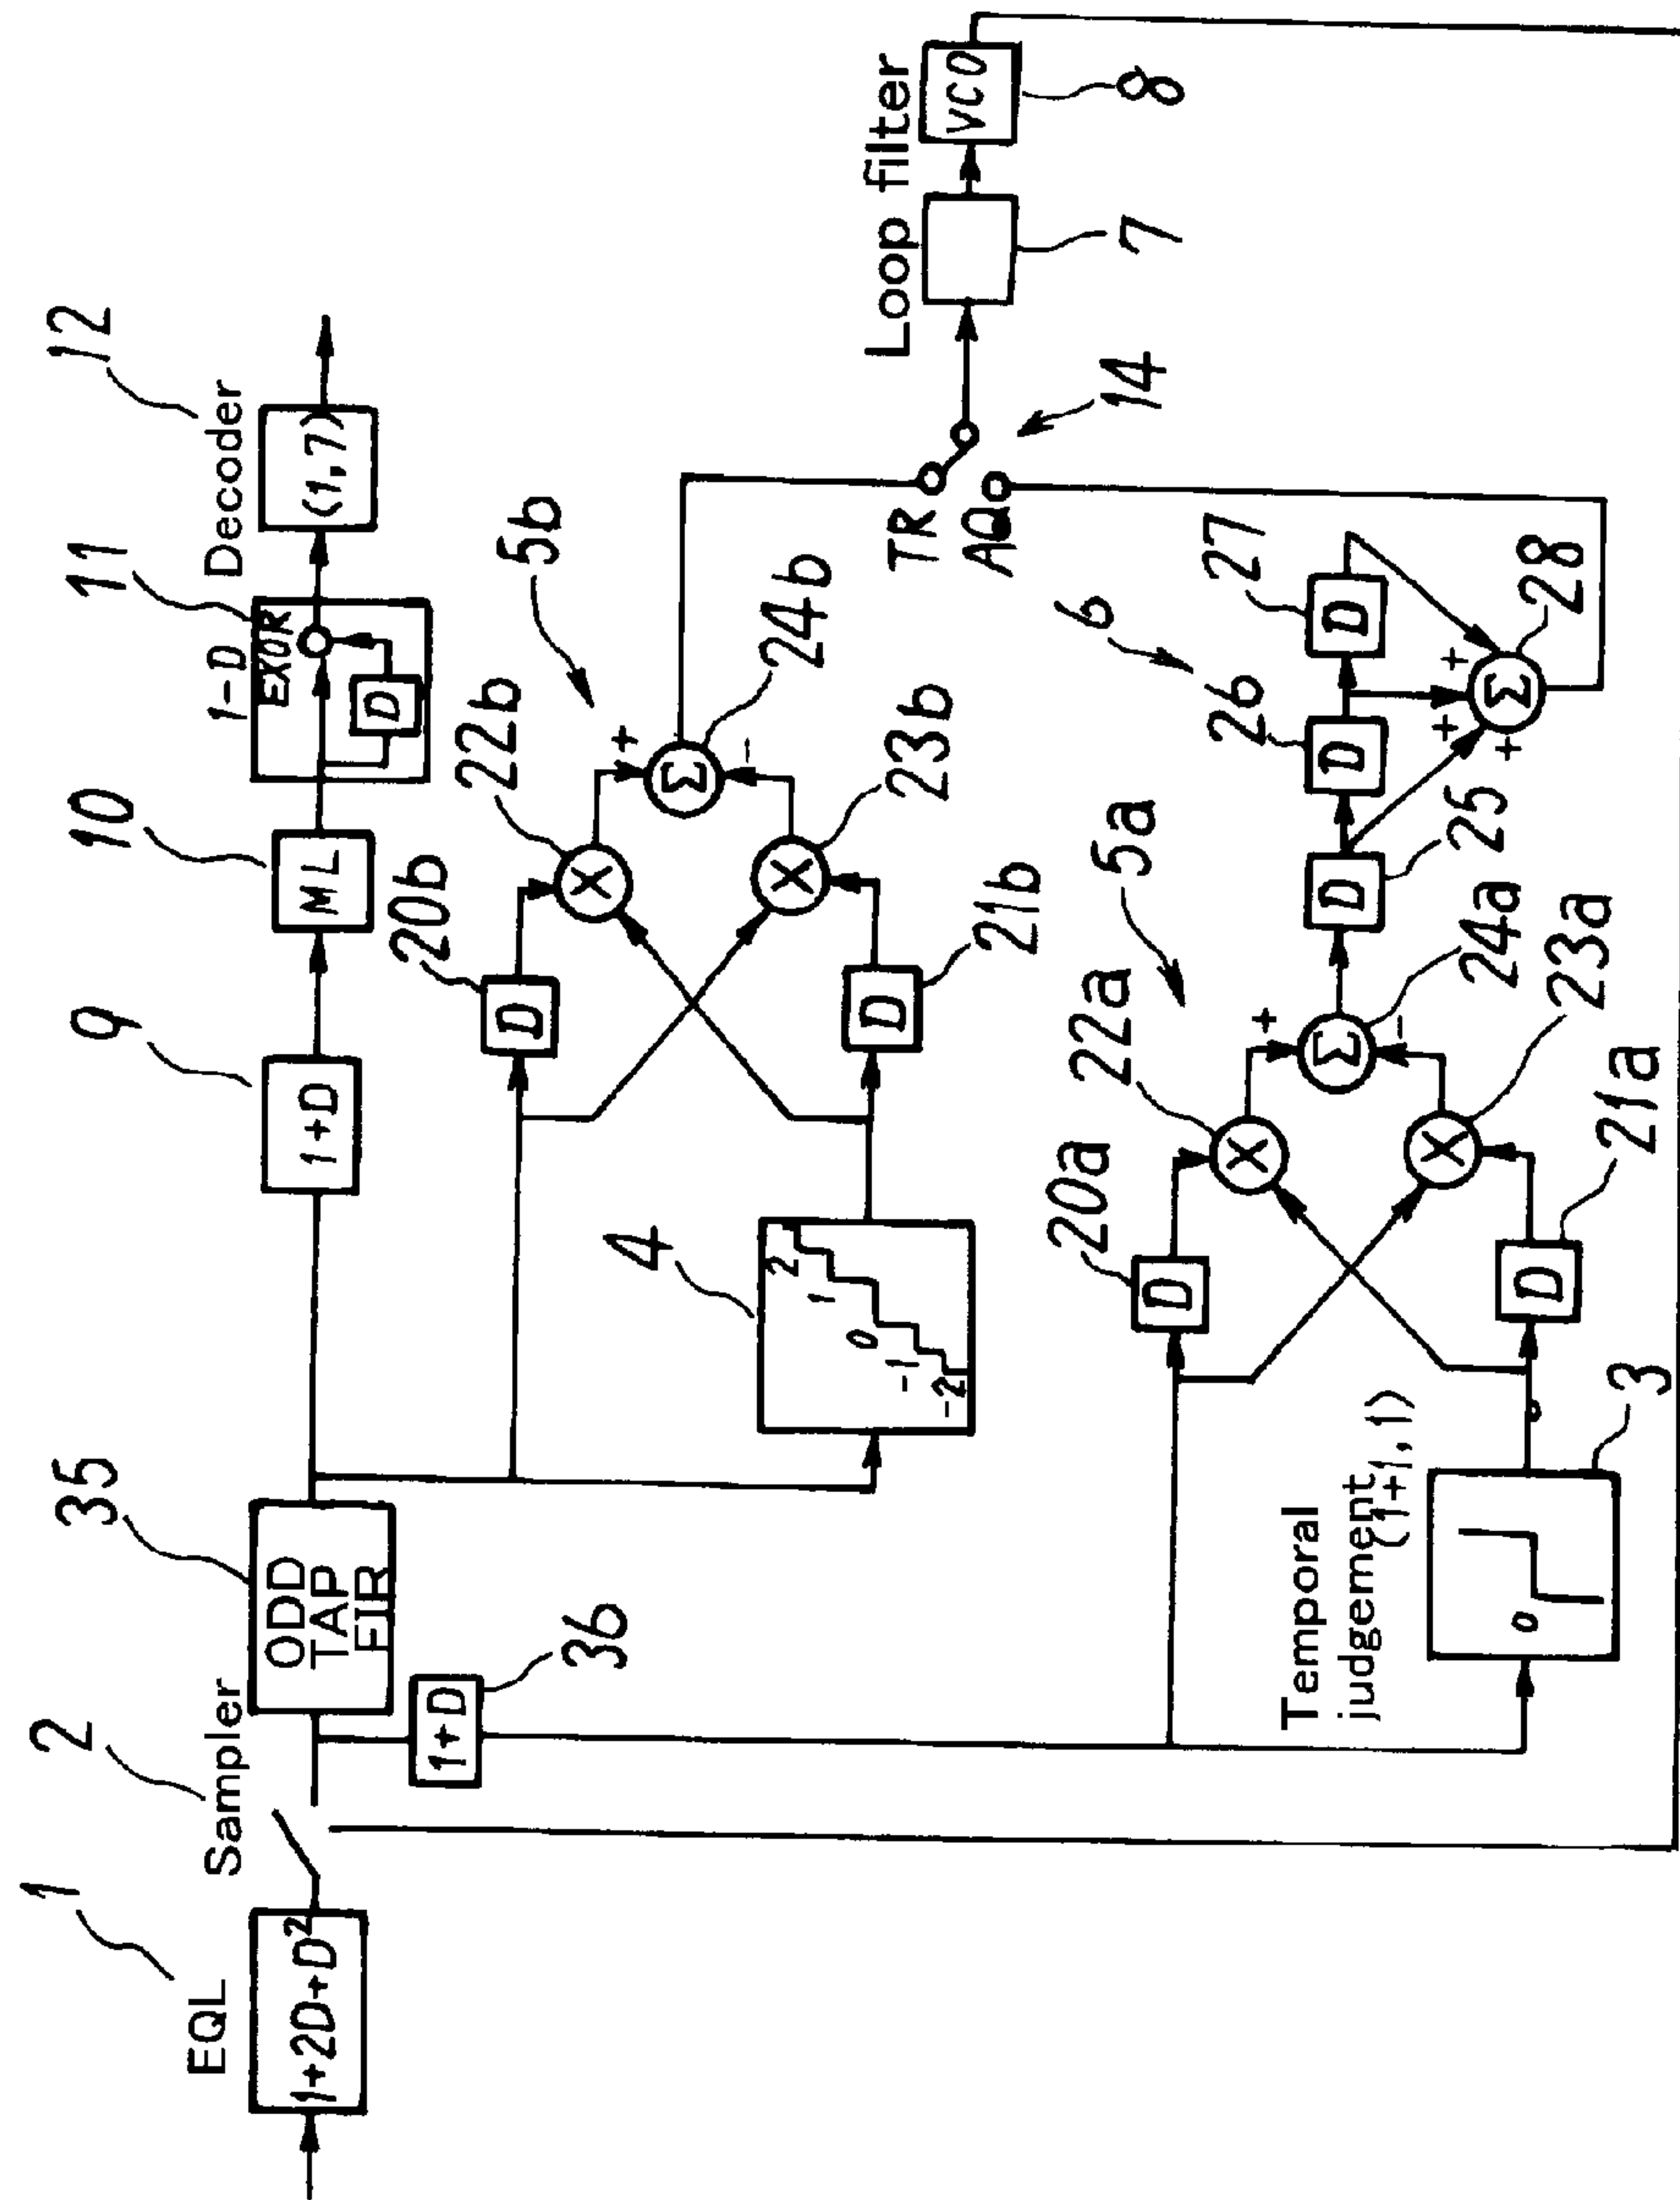 1
EQL
1+2D+D²
2
Sampler
35
ODD
TAP
FIR
36
1+D
9
1+D
10
ML
11
1-D
EXOR
D
12
Decoder
(1,7)
4
2
1
0
-1
-2
20b
D
21b
D
22b
X
23b
X
+
-
Σ
24b
5b
TR
AQ
14
Loop filter
7
VCO
8
Temporal
judgement
(1+1,1)
0
3
20a
D
21a
D
22a
X
23a
X
+
-
Σ
24a
5a
D
25
D
26
D
27
6
+
+
+
Σ
28